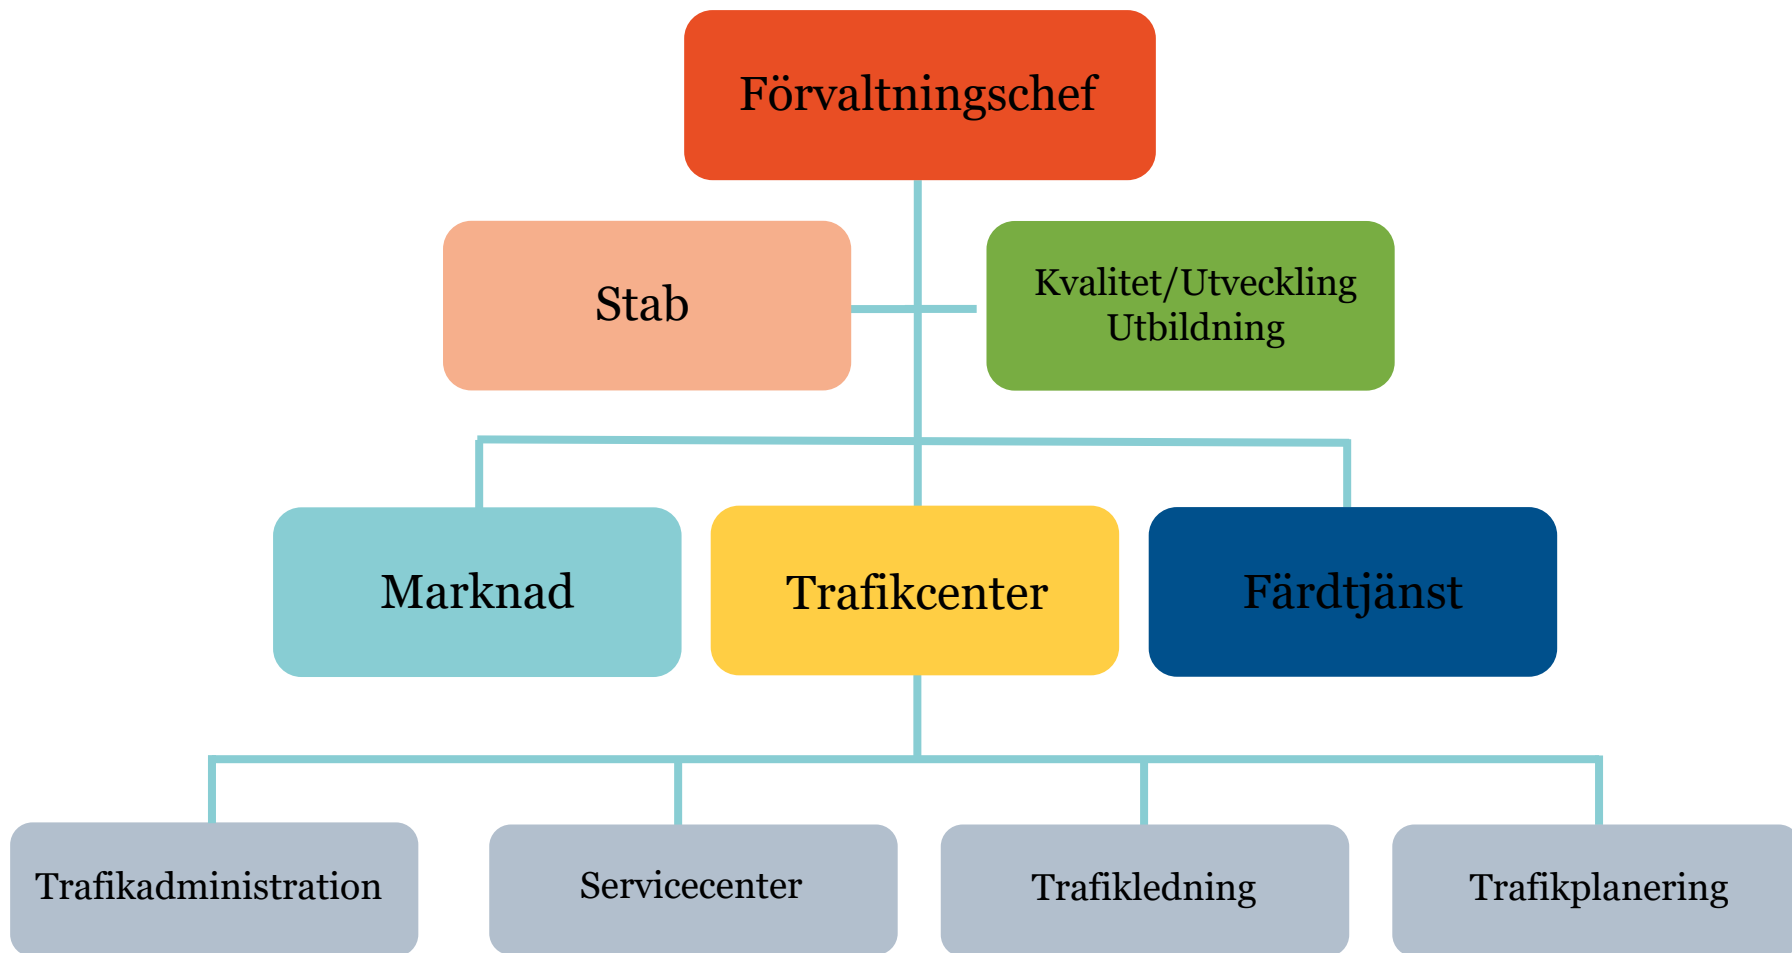 Förvaltningschef
Stab
Kvalitet/Utveckling
Utbildning
Marknad
Trafikcenter
Färdtjänst
Trafikadministration
Servicecenter
Trafikledning
Trafikplanering